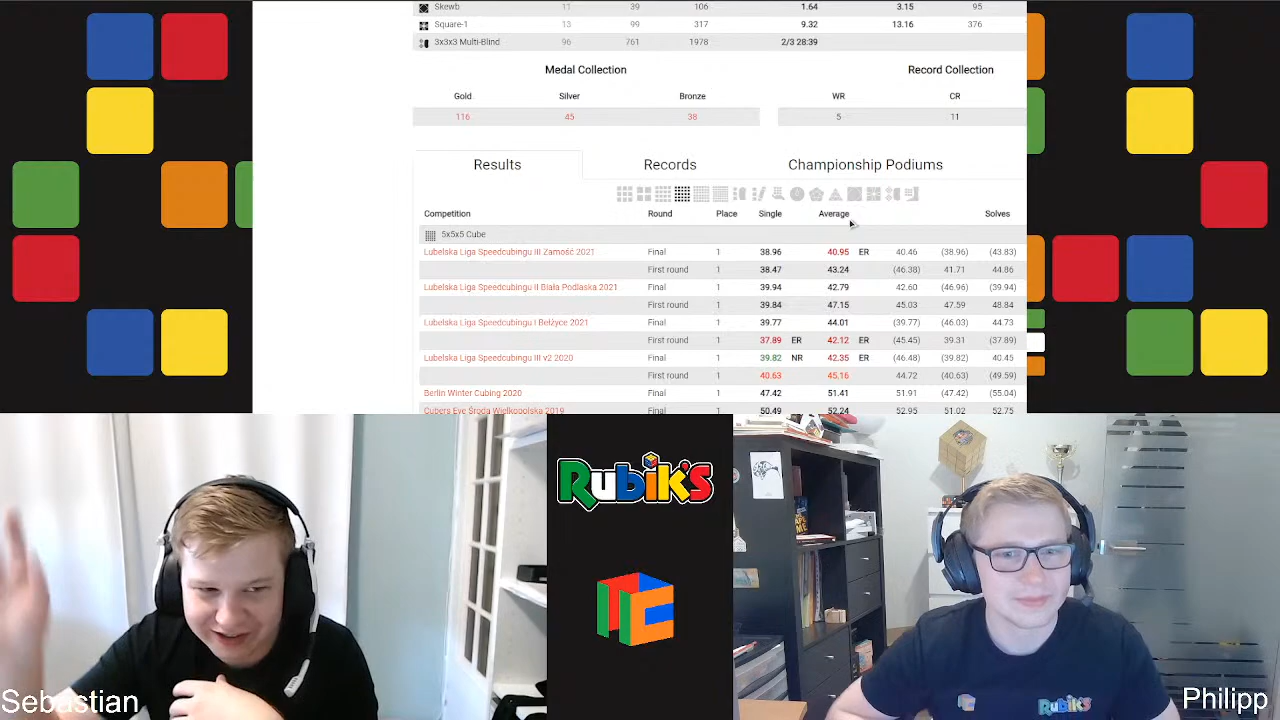 Skewb 11 39 106 1.64 3.15 95
Square-1 13 99 317 9.32 13.16 376
3x3x3 Multi-Blind 96 761 1978 2/3 28:39
Medal Collection Record Collection
Gold Silver Bronze WR CR
116 45 38 5 11
Results Records Championship Podiums
Competition Round Place Single Average Solves
5x5x5 Cube
Lubelska Liga Speedcubingu III Zamość 2021 Final 1 38.96 40.95 ER 40.46 (38.96) (43.83)
First round 1 38.47 43.24 (46.38) 41.71 44.86
Lubelska Liga Speedcubingu II Biała Podlaska 2021 Final 1 39.94 42.79 42.60 (46.96) (39.94)
First round 1 39.84 47.15 45.03 47.59 48.84
Lubelska Liga Speedcubingu I Bełżyce 2021 Final 1 39.77 44.01 (39.77) (46.03) 44.73
First round 1 37.89 ER 42.12 ER (45.45) 39.31 (37.89)
Lubelska Liga Speedcubingu III v2 2020 Final 1 39.82 NR 42.35 ER (46.48) (39.82) 40.45
First round 1 40.63 45.16 44.72 (40.63) (49.59)
Berlin Winter Cubing 2020 Final 1 47.42 51.41 51.91 (47.42) (55.04)
Cubers Eve Środa Wielkopolska 2019 Final 1 50.49 52.24 52.95 51.02 52.75
RUBIK'S
Sebastian
RUBIK'S
Philipp